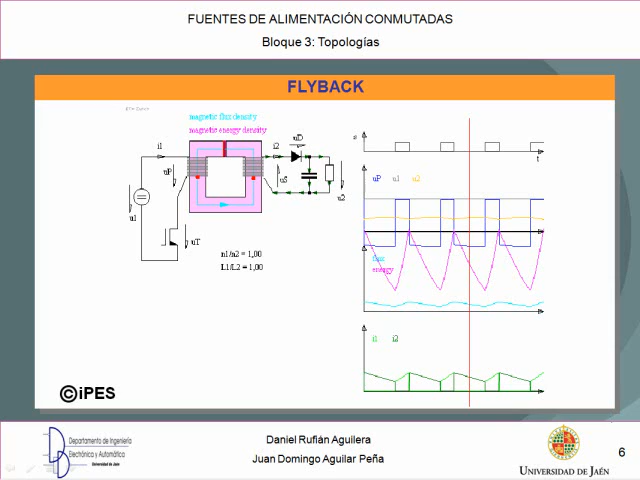 FUENTES DE ALIMENTACIÓN CONMUTADAS
Bloque 3: Topologías
FLYBACK
magnetic flux density
magnetic energy density
i1
i2
uD
uP
uS
u1
u2
uT
n1/n2 = 1,00
L1/L2 = 1,00
s
t
uP u1 u2
flux
energy
i1 i2
©iPES
Departamento de Ingeniería
Electrónica y Automática
Universidad de Jaén
Daniel Rufián Aguilera
Juan Domingo Aguilar Peña
UNIVERSIDAD DE JAÉN
6